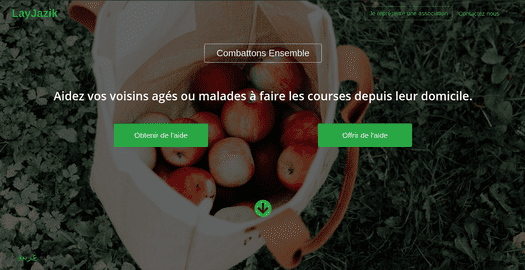 LayJazik
Je représente une association
Contactez nous
Combattons Ensemble
Aidez vos voisins agés ou malades à faire les courses depuis leur domicile.
Obtenir de l'aide
Offrir de l'aide